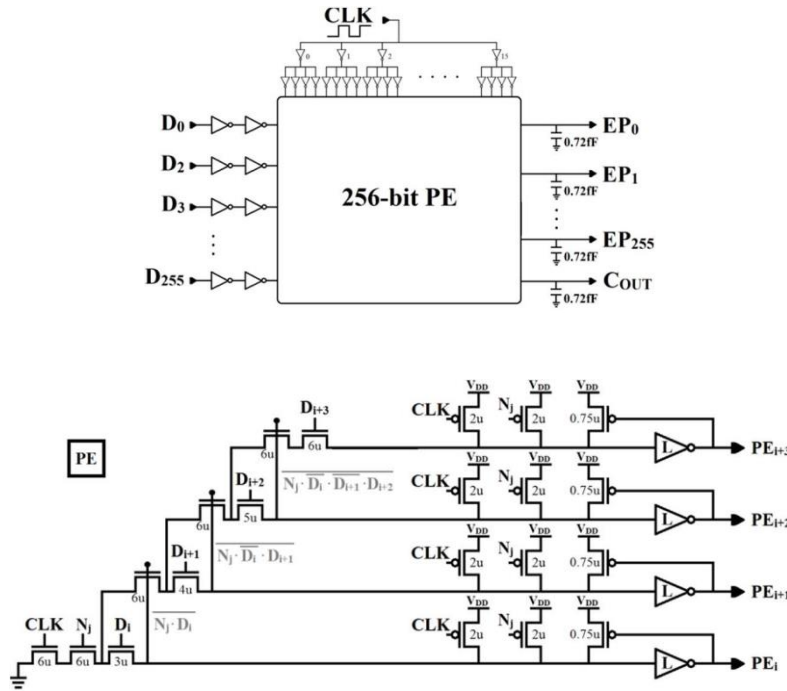 CLK
0 1 2 15
D0 EP0
0.72fF
D2 EP1
0.72fF
D3 256-bit PE
D255 EP255
0.72fF
COUT
0.72fF
PE
Di+3
6u 6u
CLK VDD 2u Nj VDD 2u VDD 0.75u L PEi+3
Nj · Di · Di+1 · Di+2
Di+2
6u 5u
CLK VDD 2u Nj VDD 2u VDD 0.75u L PEi+2
Nj · Di · Di+1
Di+1
6u 4u
CLK VDD 2u Nj VDD 2u VDD 0.75u L PEi+1
Nj · Di
CLK Nj Di
6u 6u 3u
CLK VDD 2u Nj VDD 2u VDD 0.75u L PEi